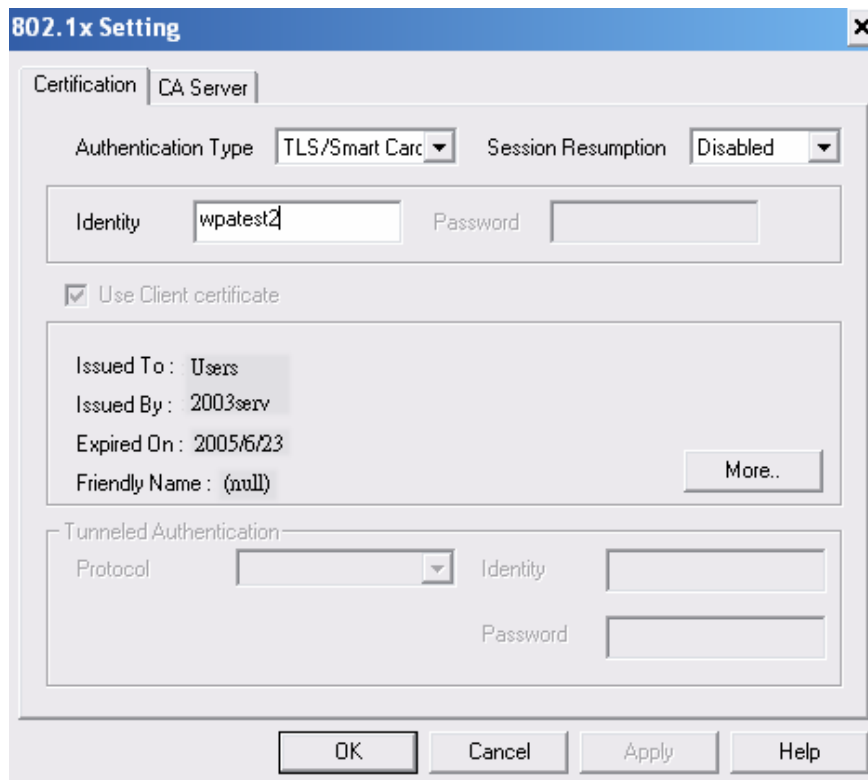 802.1x Setting
Certification CA Server
Authentication Type TLS/Smart Card Session Resumption Disabled
Identity wpatest2 Password
Use Client certificate
Issued To : Users
Issued By : 2003serv
Expired On : 2005/6/23
Friendly Name : (null)
More..
Tunneled Authentication
Protocol Identity
Password
OK Cancel Apply Help